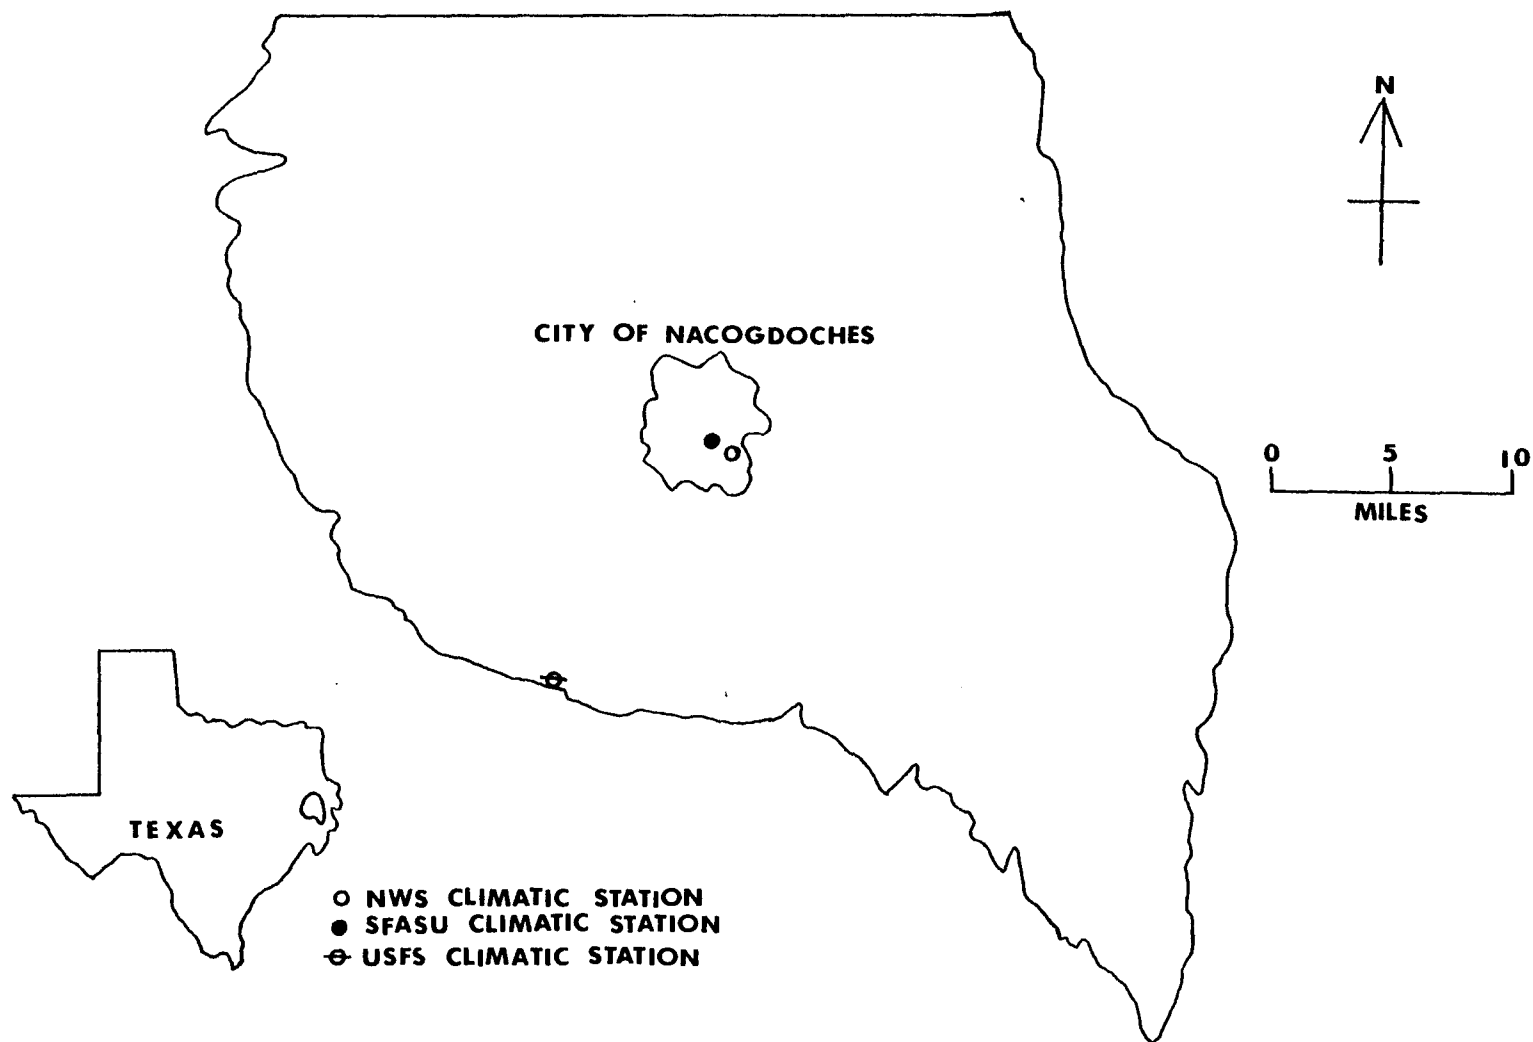 N
CITY OF NACOGDOCHES
0 5 10
MILES
TEXAS
NWS CLIMATIC STATION
SFASU CLIMATIC STATION
USFS CLIMATIC STATION